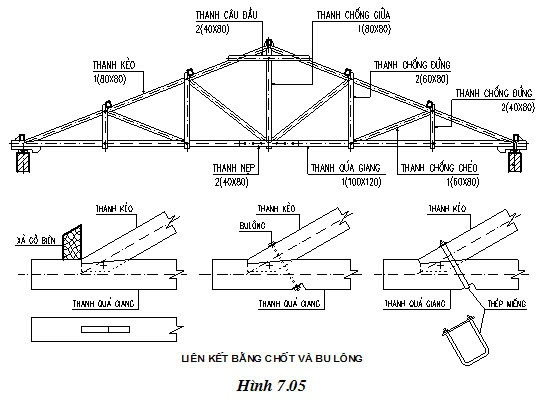 THANH CÂU ĐẦU
2(40X80)
THANH CHỐNG GIỮA
1(80X80)
THANH KÈO
1(80X80)
THANH CHỐNG ĐỨNG
2(60X80)
THANH CHỐNG ĐỨNG
2(40X80)
THANH NẸP
2(40X80)
THANH QÚA GIANG
1(100X120)
THANH CHỐNG CHÉO
1(60X80)
THANH KÈO
XÀ GỒ BIÊN
THANH QUÁ GIANG
THANH KÈO
BULÔNG
THANH QUÁ GIANG
THANH KÈO
THANH QUÁ GIANG
THÉP MIẾNG
LIÊN KẾT BẰNG CHỐT VÀ BU LÔNG
Hình 7.05